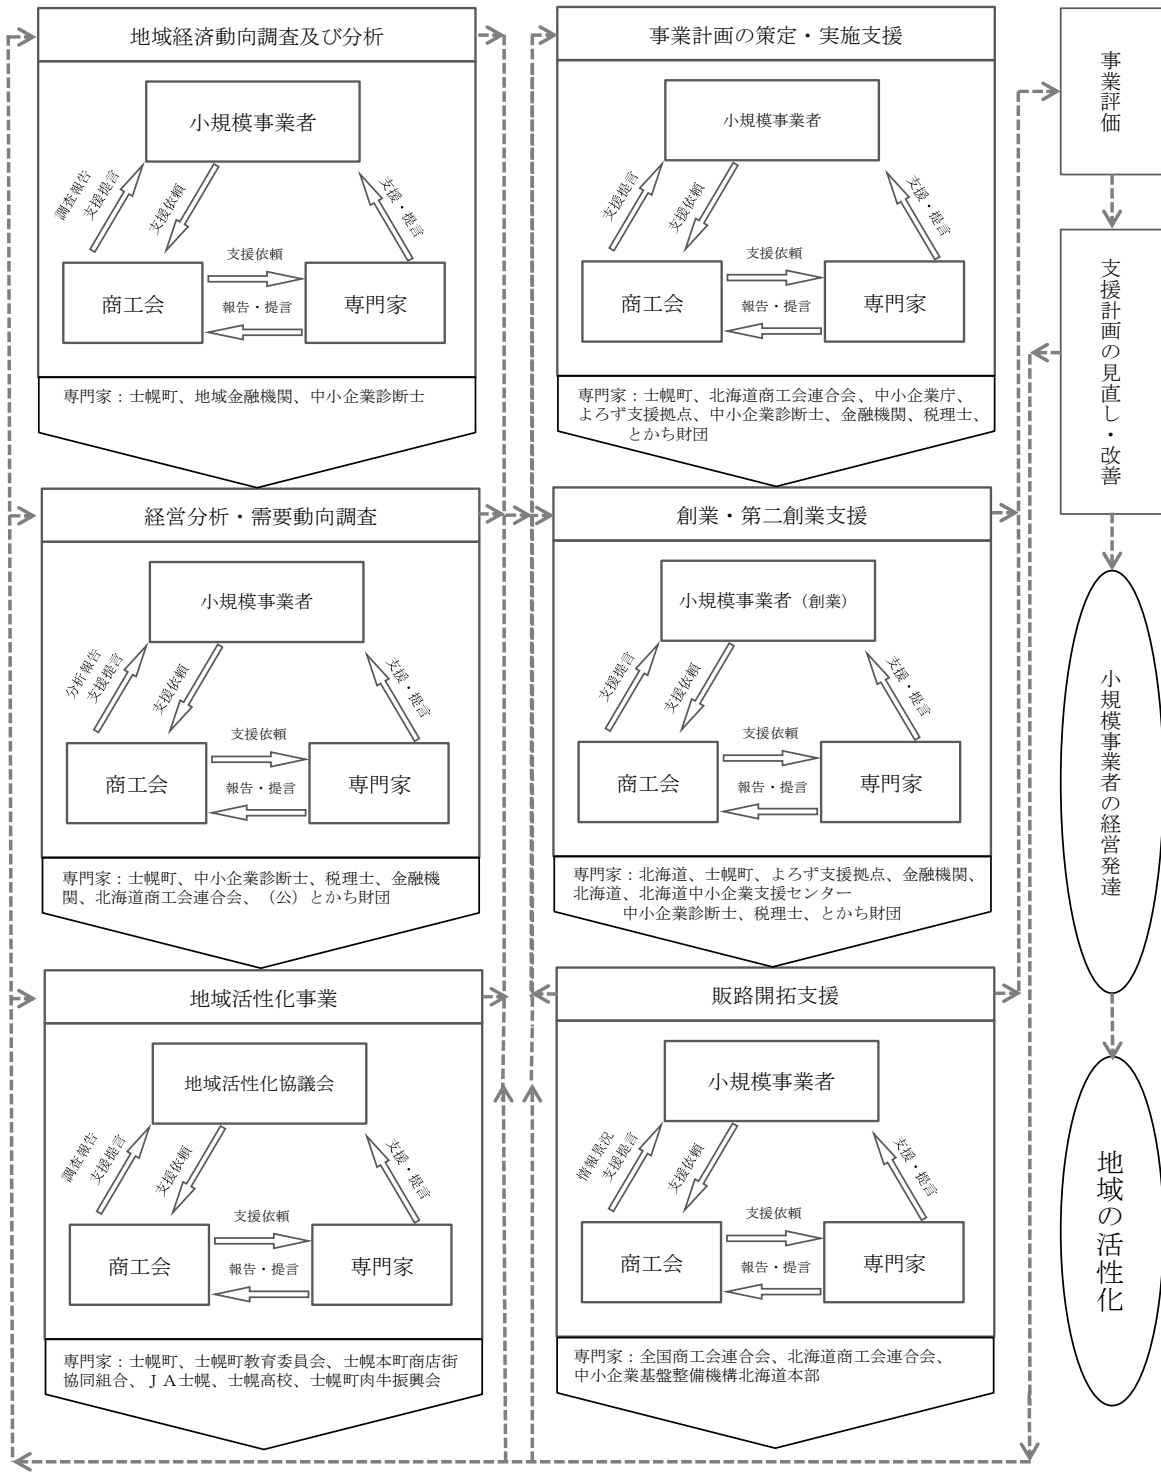 地域経済動向調査及び分析
小規模事業者
調査報告
支援提言
支援依頼
支援・提言
支援依頼
商工会
報告・提言
専門家
専門家：士幌町、地域金融機関、中小企業診断士
経営分析・需要動向調査
小規模事業者
分析報告
支援提言
支援依頼
支援・提言
支援依頼
商工会
報告・提言
専門家
専門家：士幌町、中小企業診断士、税理士、金融機
関、北海道商工会連合会、（公）とかち財団
地域活性化事業
地域活性化協議会
調査報告
支援提言
支援依頼
支援・提言
支援依頼
商工会
報告・提言
専門家
専門家：士幌町、士幌町教育委員会、士幌本町商店街
協同組合、ＪＡ士幌、士幌高校、士幌町肉牛振興会
事業計画の策定・実施支援
小規模事業者
支援提言
支援依頼
支援・提言
支援依頼
商工会
報告・提言
専門家
専門家：士幌町、北海道商工会連合会、中小企業庁、
よろず支援拠点、中小企業診断士、金融機関、税理士、
とかち財団
創業・第二創業支援
小規模事業者（創業）
支援提言
支援依頼
支援・提言
支援依頼
商工会
報告・提言
専門家
専門家：北海道、士幌町、よろず支援拠点、金融機関、
北海道、北海道中小企業支援センター
中小企業診断士、税理士、とかち財団
販路開拓支援
小規模事業者
情報景況
支援提言
支援依頼
支援・提言
支援依頼
商工会
報告・提言
専門家
専門家：全国商工会連合会、北海道商工会連合会、
中小企業基盤整備機構北海道本部
事業評価
支援計画の見直し・改善
小規模事業者の経営発達
地域の活性化